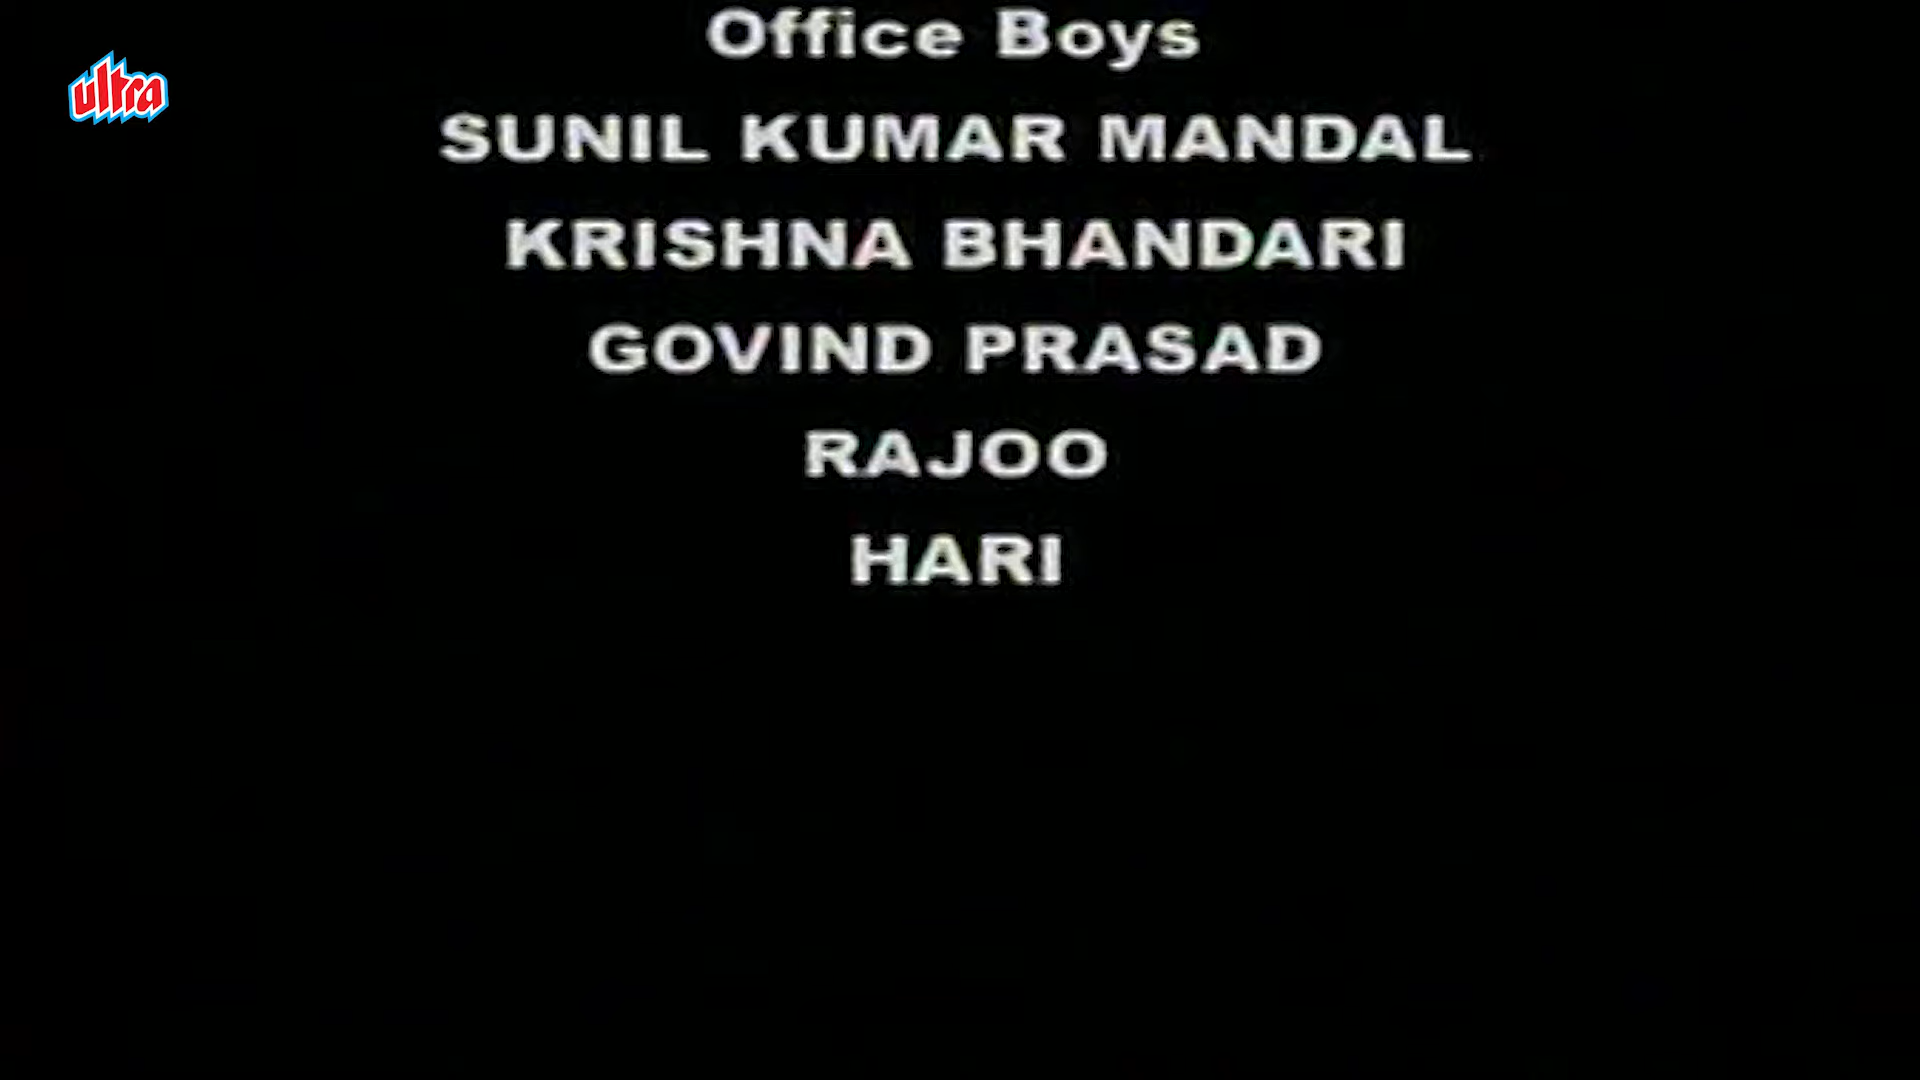 Office Boys
ultra
SUNIL KUMAR MANDAL
KRISHNA BHANDARI
GOVIND PRASAD
RAJOO
HARI